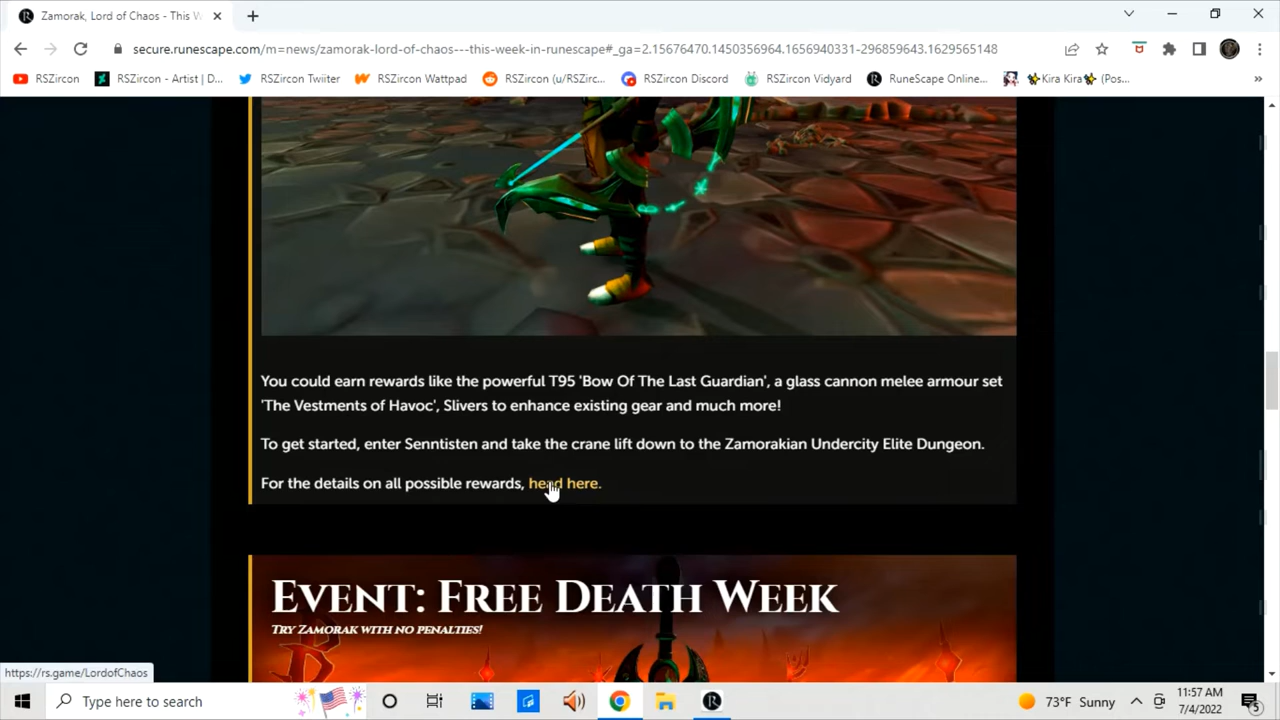 Zamorak, Lord of Chaos - This W
secure.runescape.com/m=news/zamorak-lord-of-chaos---this-week-in-runescape#_ga=2.15676470.1450356964.1656940331-296859643.1629565148
RSZircon
RSZircon - Artist | D...
RSZircon Twiiter
RSZircon Wattpad
RSZircon (u/RSZirc...
RSZircon Discord
RSZircon Vidyard
RuneScape Online...
Kira Kira (Pos...
»
You could earn rewards like the powerful T95 'Bow Of The Last Guardian', a glass cannon melee armour set
'The Vestments of Havoc', Slivers to enhance existing gear and much more!
To get started, enter Senntisten and take the crane lift down to the Zamorakian Undercity Elite Dungeon.
For the details on all possible rewards, head here.
Event: Free Death Week
Try Zamorak with no penalties!
https://rs.game/LordofChaos
Type here to search
73°F Sunny
11:57 AM
7/4/2022
5